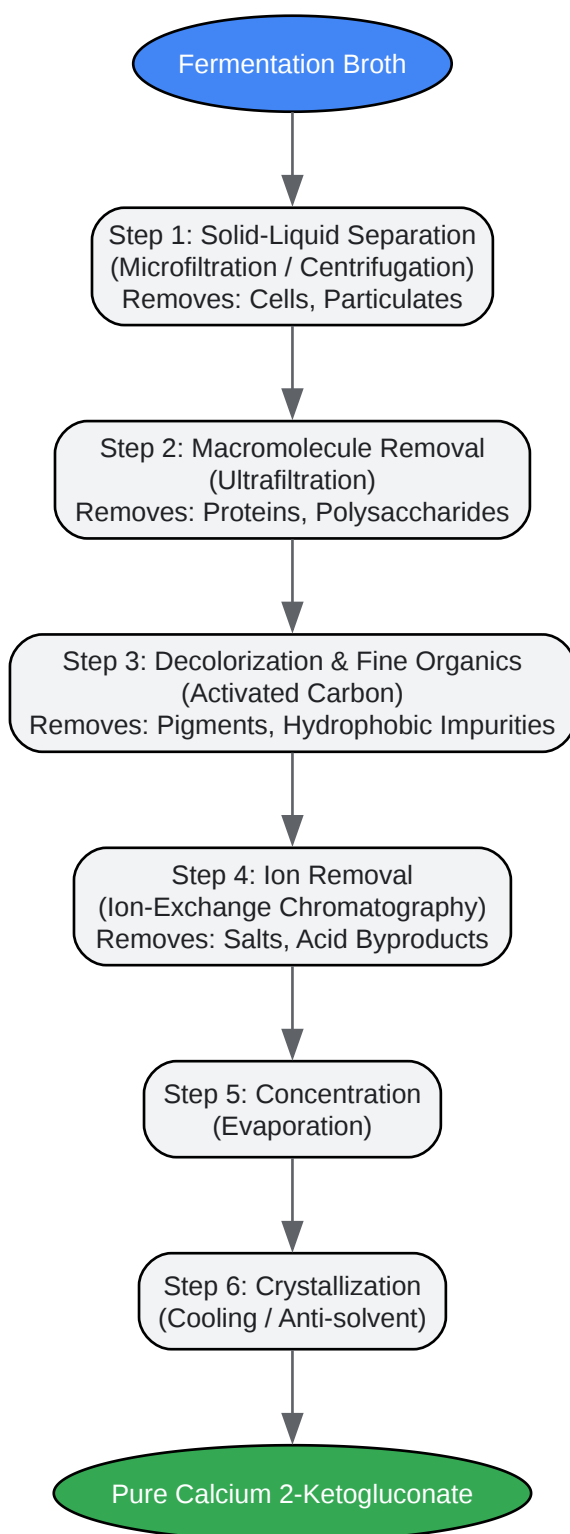 Fermentation Broth
Step 1: Solid-Liquid Separation
(Microfiltration / Centrifugation)
Removes: Cells, Particulates
Step 2: Macromolecule Removal
(Ultrafiltration)
Removes: Proteins, Polysaccharides
Step 3: Decolorization & Fine Organics
(Activated Carbon)
Removes: Pigments, Hydrophobic Impurities
Step 4: Ion Removal
(Ion-Exchange Chromatography)
Removes: Salts, Acid Byproducts
Step 5: Concentration
(Evaporation)
Step 6: Crystallization
(Cooling / Anti-solvent)
Pure Calcium 2-Ketogluconate